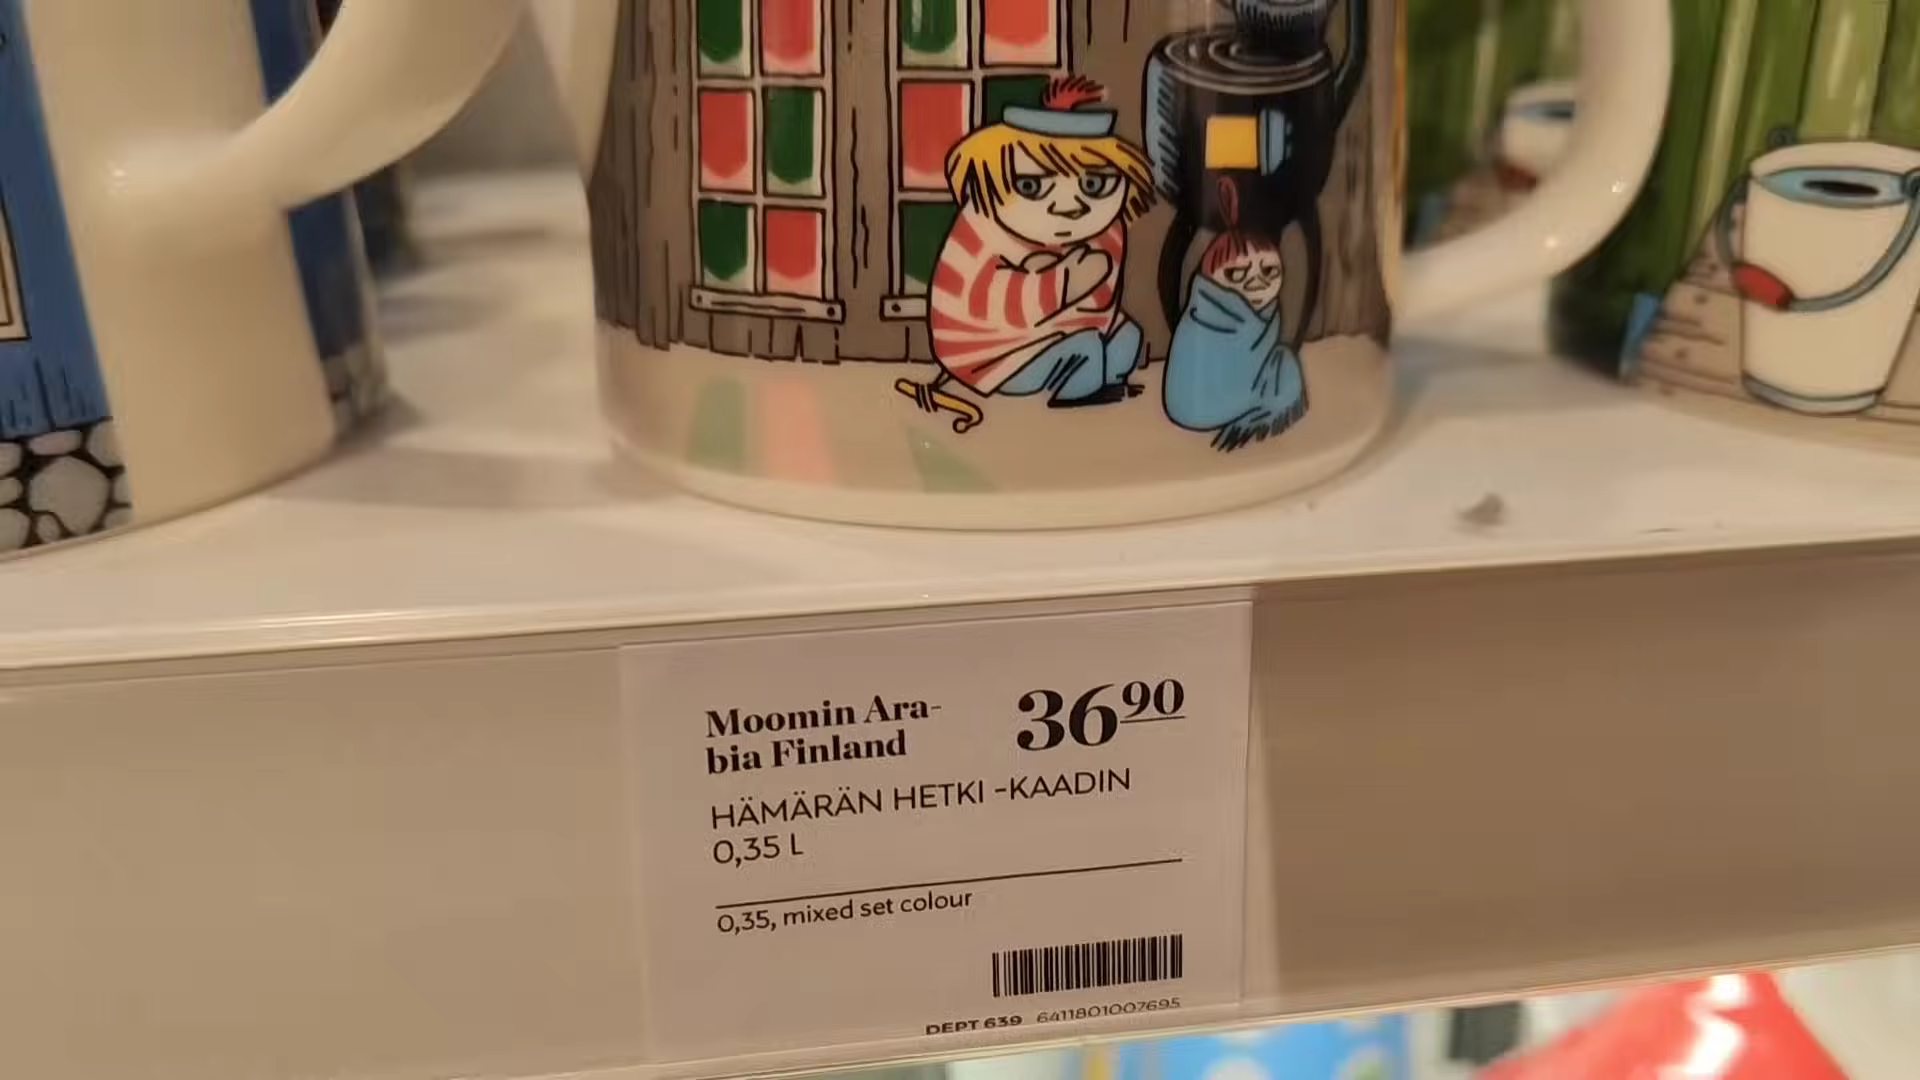 Moomin Ara-
bia Finland
36 90
HÄMÄRÄN HETKI -KAADIN
0,35 L
0,35, mixed set colour
DEPT 639 6411801007695